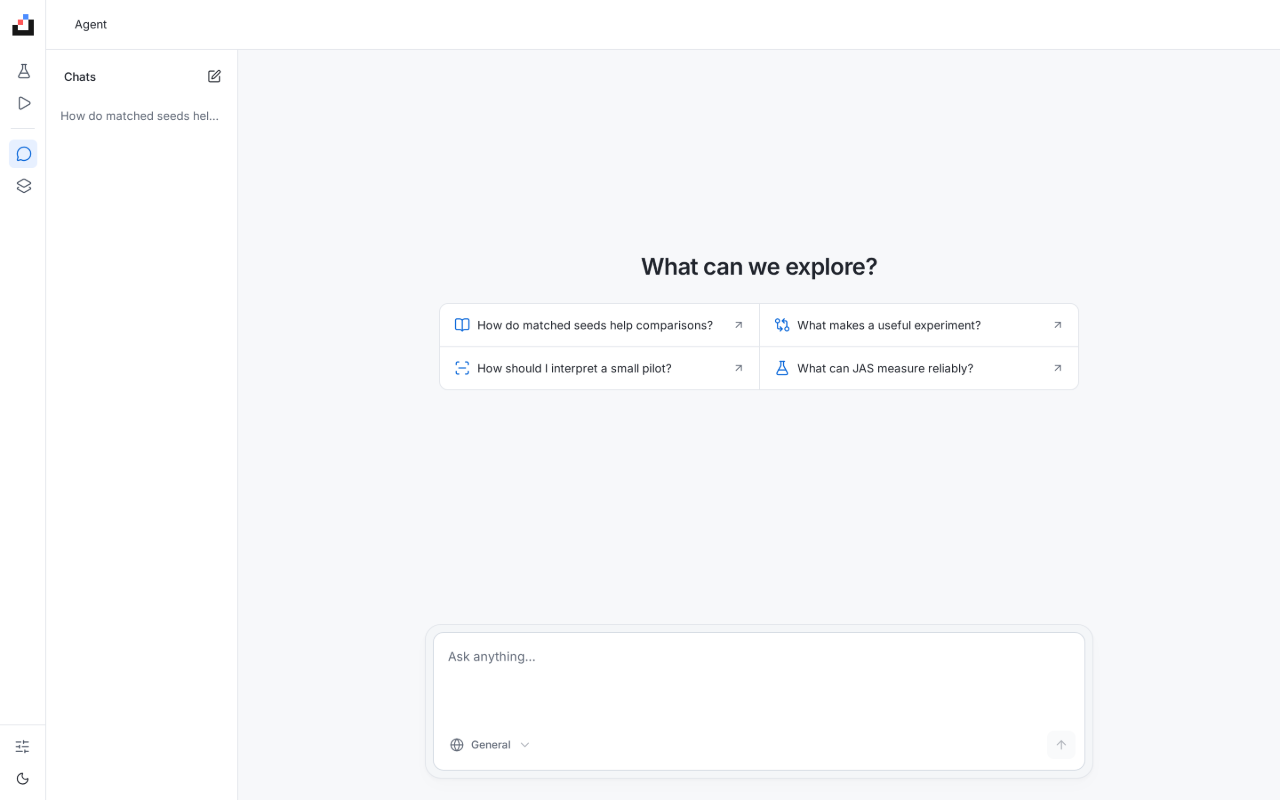 Agent
Chats
How do matched seeds hel...
What can we explore?
How do matched seeds help comparisons?
What makes a useful experiment?
How should I interpret a small pilot?
What can JAS measure reliably?
Ask anything...
General